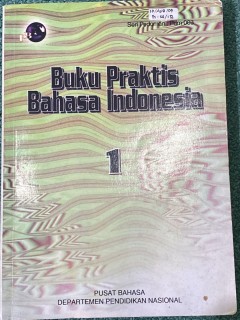 Buku Praktis
Bahasa Indonesia
1
PUSAT BAHASA
DEPARTEMEN PENDIDIKAN NASIONAL